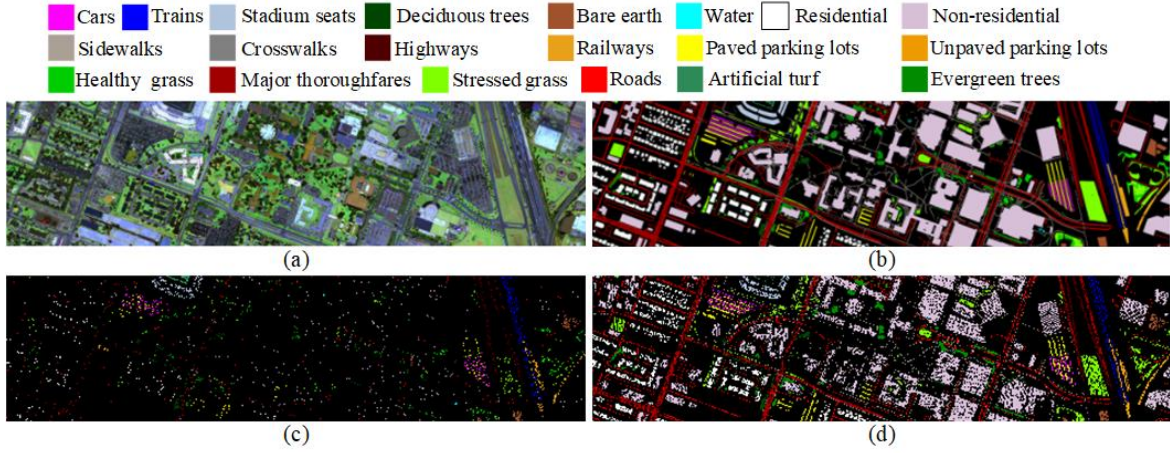 Cars Trains Stadium seats Deciduous trees Bare earth Water Residential Non-residential
Sidewalks Crosswalks Highways Railways Paved parking lots Unpaved parking lots
Healthy grass Major thoroughfares Stressed grass Roads Artificial turf Evergreen trees
(a) (b)
(c) (d)